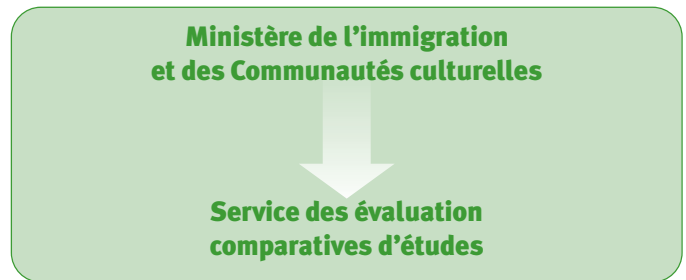 Ministère de l’immigration
et des Communautés culturelles
Service des évaluation
comparatives d’études